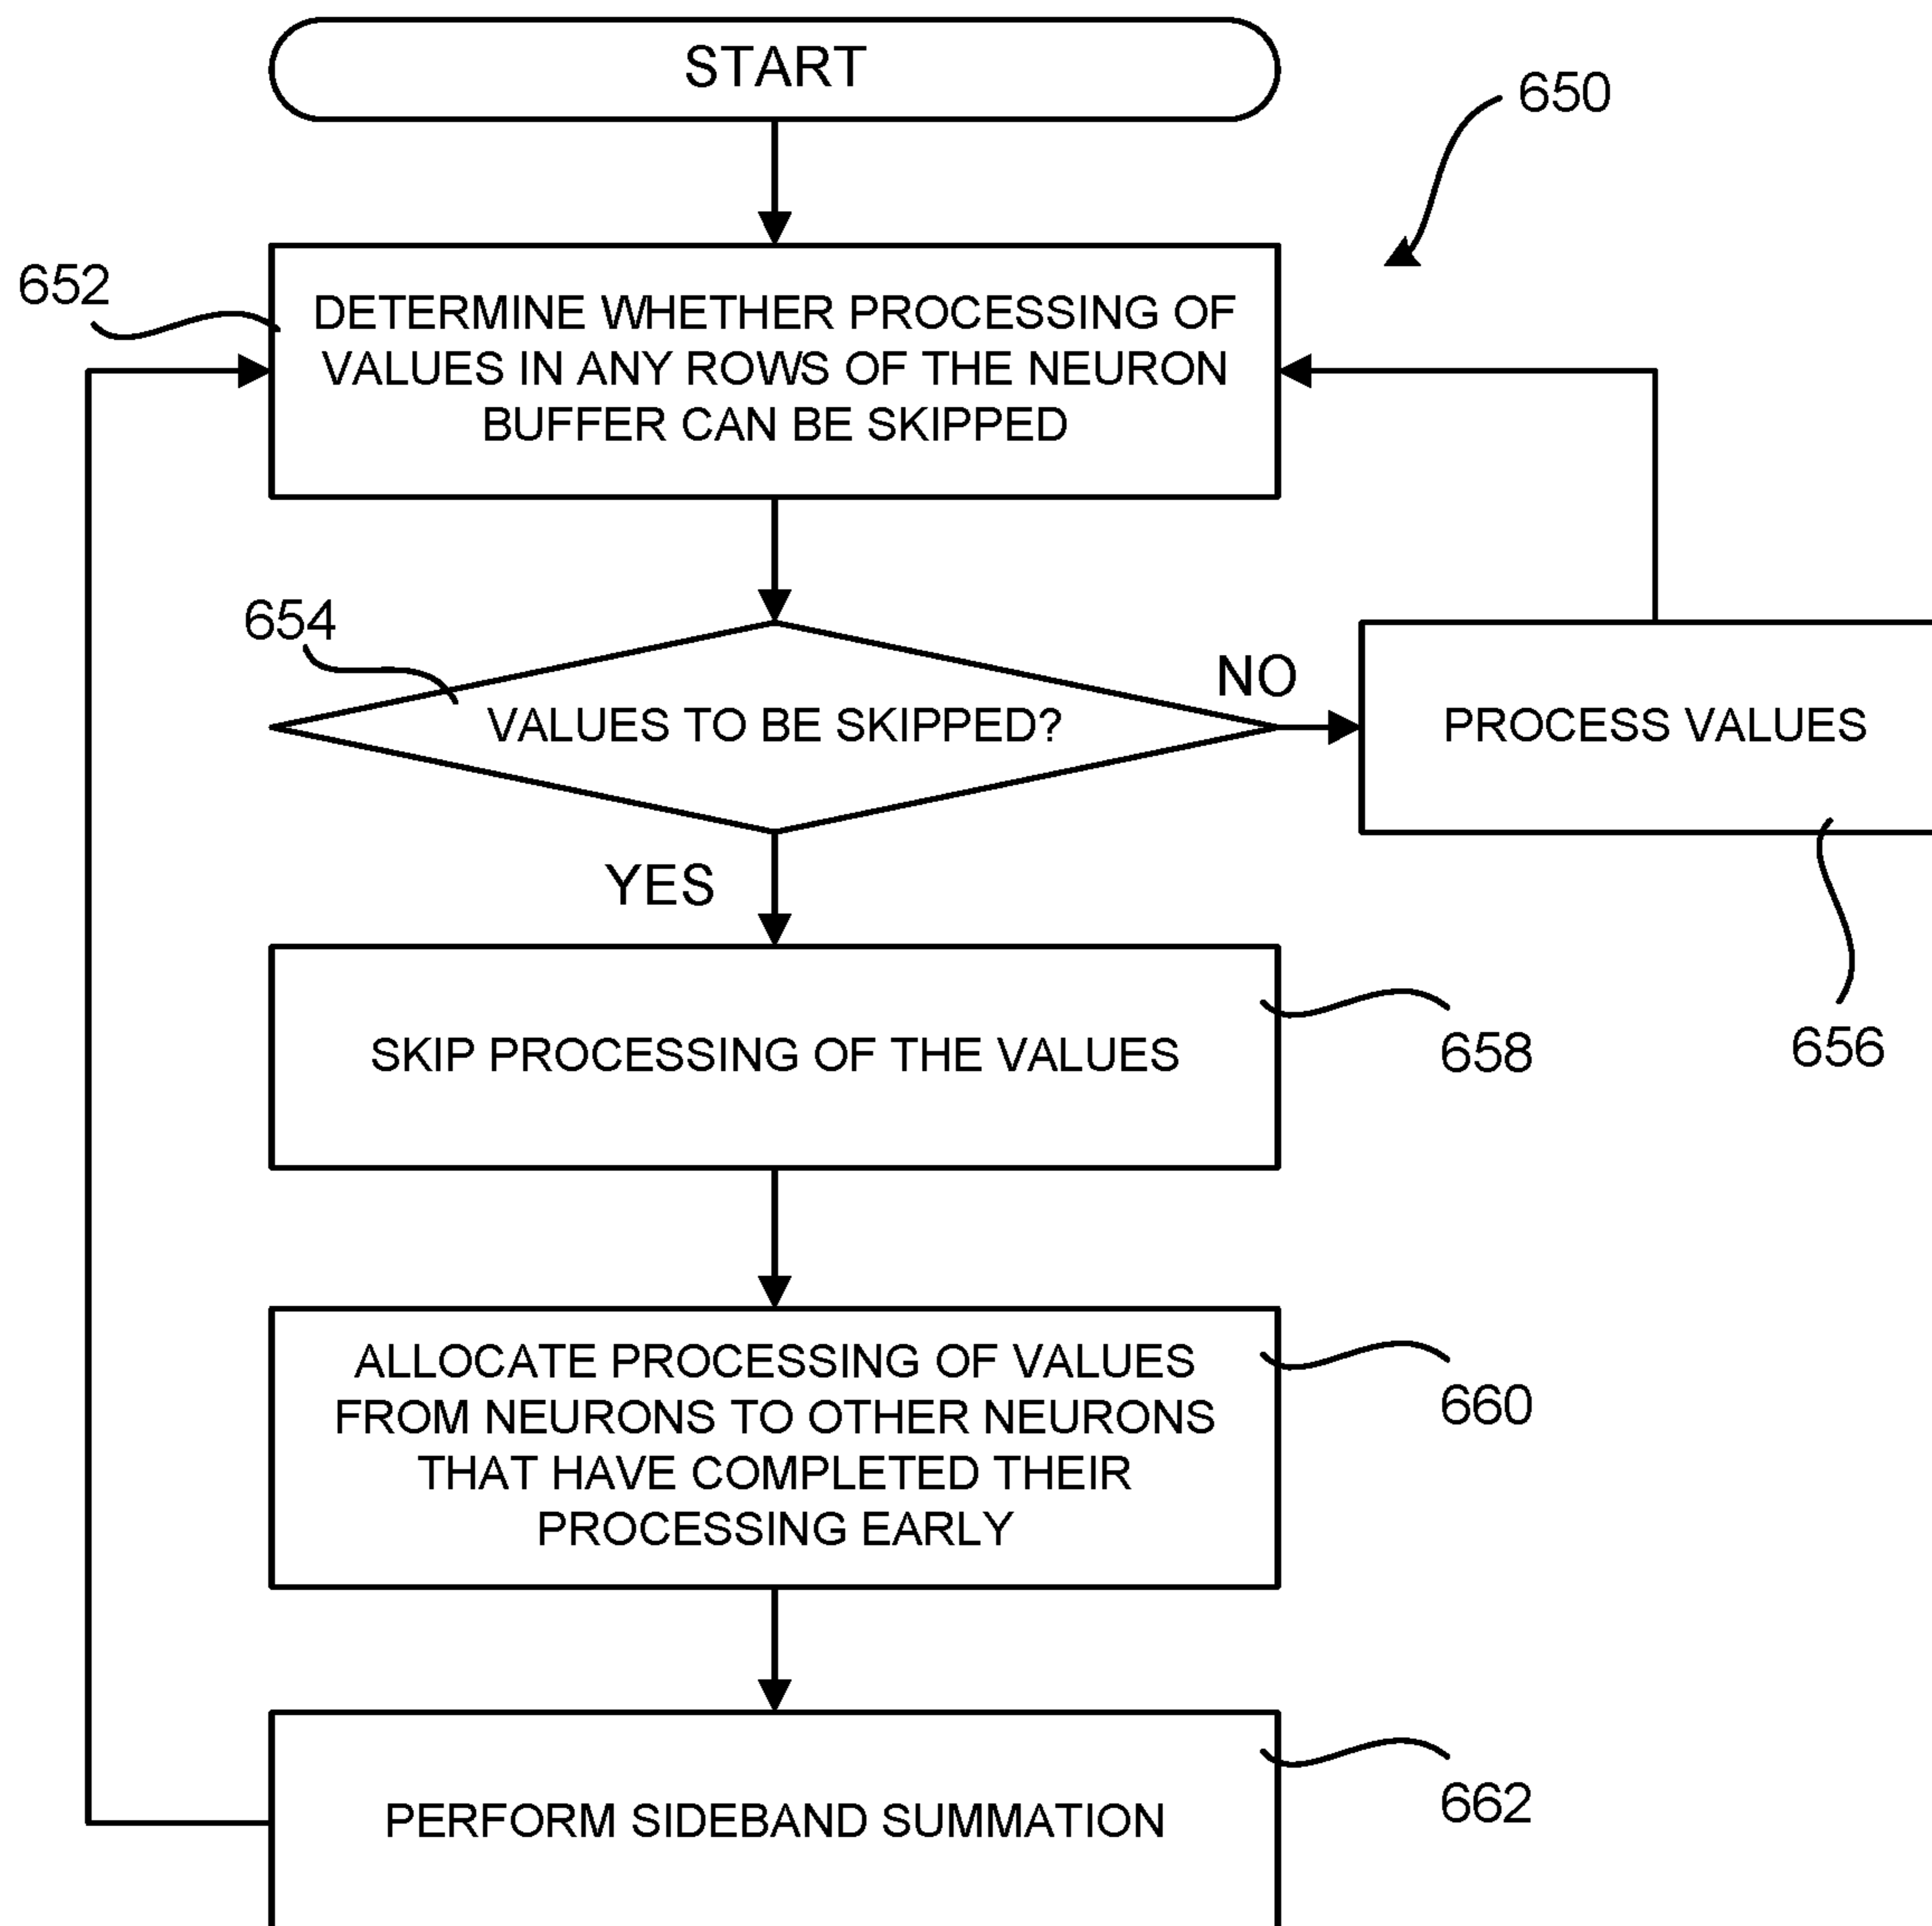 START
650
652
DETERMINE WHETHER PROCESSING OF
VALUES IN ANY ROWS OF THE NEURON
BUFFER CAN BE SKIPPED
654
NO
VALUES TO BE SKIPPED?
PROCESS VALUES
YES
656
SKIP PROCESSING OF THE VALUES
658
ALLOCATE PROCESSING OF VALUES
FROM NEURONS TO OTHER NEURONS
THAT HAVE COMPLETED THEIR
PROCESSING EARLY
660
PERFORM SIDEBAND SUMMATION
662